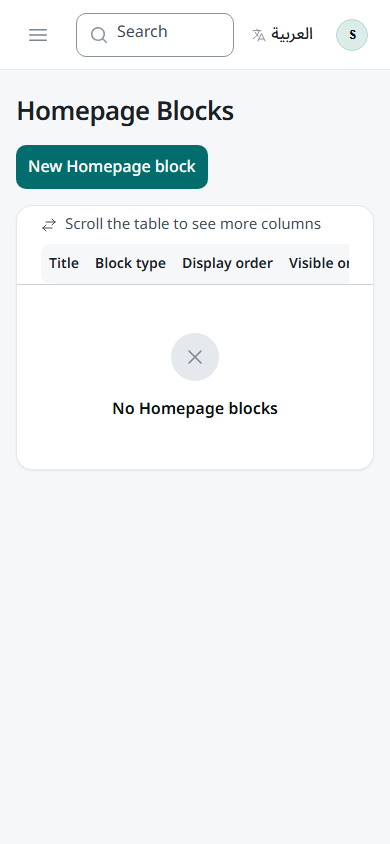 Search
العربية
S
Homepage Blocks
New Homepage block
Scroll the table to see more columns
Title Block type Display order Visible
No Homepage blocks